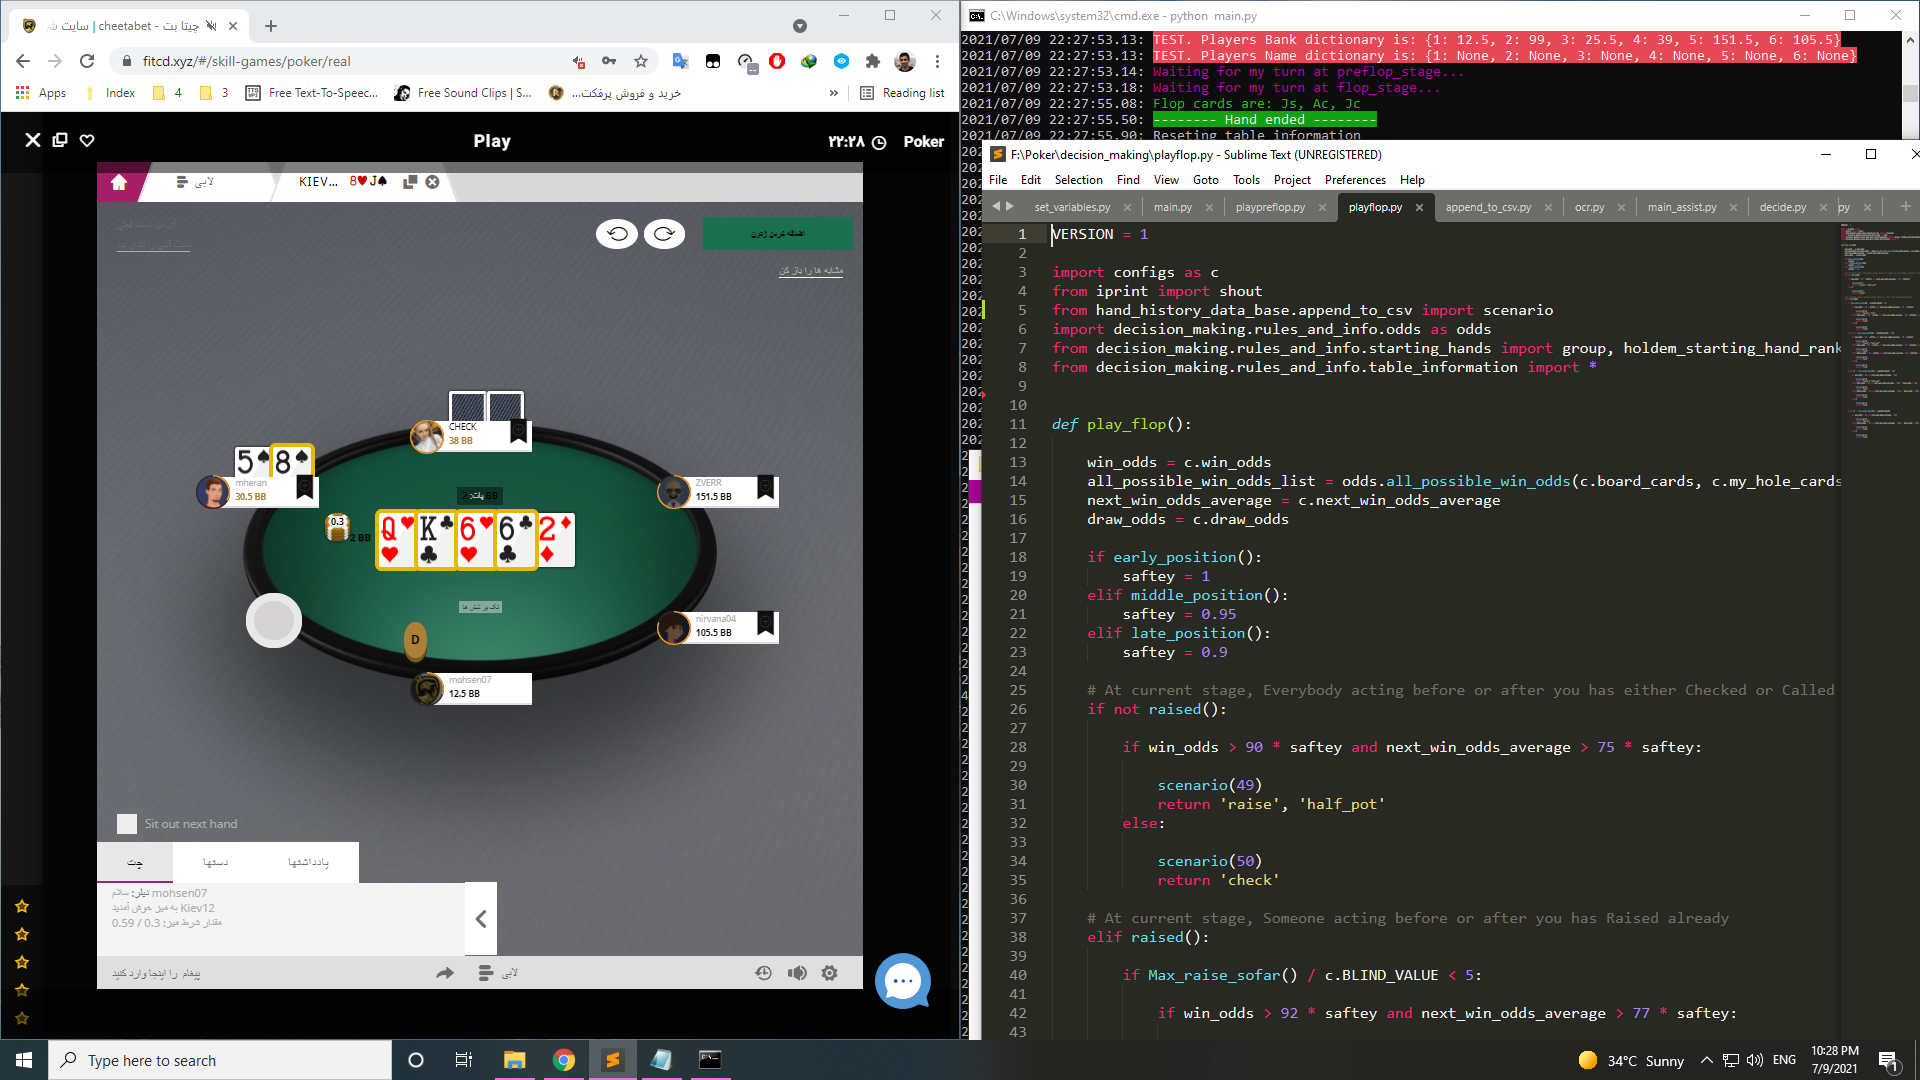 چیتا بت - cheetabet | سایت
fitcd.xyz/#/skill-games/poker/real
Apps
Index
4
3
Free Text-To-Speec...
Free Sound Clips | S...
خرید و فروش پرفکت...
»
Reading list
Play
۲۲:۲۸
Poker
لابی
KIEV... 8♥J♠
اضافه کردن ژتون
مشابه ها را باز کن
CHECK
38 BB
5♠
8♠
mheran
30.5 BB
ZVERR
151.5 BB
پات: 2 BB
0.3
2 BB
Q♥
K♣
6♥
6♣
2♦
تک پر شش ها
nirvana04
105.5 BB
D
mohsen07
12.5 BB
Sit out next hand
چت
دستها
یادداشتها
دیلر: سلام mohsen07
به میز خوش آمدید Kiev12
مقدار شرط میز: 0.3 / 0.59
پیغام را اینجا وارد کنید
لابی
C:\Windows\system32\cmd.exe - python main.py
2021/07/09 22:27:53.13: TEST. Players Bank dictionary is: {1: 12.5, 2: 99, 3: 25.5, 4: 39, 5: 151.5, 6: 105.5}
2021/07/09 22:27:53.13: TEST. Players Name dictionary is: {1: None, 2: None, 3: None, 4: None, 5: None, 6: None}
2021/07/09 22:27:53.14: Waiting for my turn at preflop_stage...
2021/07/09 22:27:53.18: Waiting for my turn at flop_stage...
2021/07/09 22:27:55.08: Flop cards are: Js, Ac, Jc
2021/07/09 22:27:55.50: -------- Hand ended --------
2021/07/09 22:27:55.90: Reseting table information
F:\Poker\decision_making\playflop.py - Sublime Text (UNREGISTERED)
File Edit Selection Find View Goto Tools Project Preferences Help
set_variables.py
main.py
playpreflop.py
playflop.py
append_to_csv.py
ocr.py
main_assist.py
decide.py
py
1 VERSION = 1
2
3 import configs as c
4 from iprint import shout
5 from hand_history_data_base.append_to_csv import scenario
6 import decision_making.rules_and_info.odds as odds
7 from decision_making.rules_and_info.starting_hands import group, holdem_starting_hand_rank
8 from decision_making.rules_and_info.table_information import *
9
10
11 def play_flop():
12
13 win_odds = c.win_odds
14 all_possible_win_odds_list = odds.all_possible_win_odds(c.board_cards, c.my_hole_cards
15 next_win_odds_average = c.next_win_odds_average
16 draw_odds = c.draw_odds
17
18 if early_position():
19 saftey = 1
20 elif middle_position():
21 saftey = 0.95
22 elif late_position():
23 saftey = 0.9
24
25 # At current stage, Everybody acting before or after you has either Checked or Called
26 if not raised():
27
28 if win_odds > 90 * saftey and next_win_odds_average > 75 * saftey:
29
30 scenario(49)
31 return 'raise', 'half_pot'
32 else:
33
34 scenario(50)
35 return 'check'
36
37 # At current stage, Someone acting before or after you has Raised already
38 elif raised():
39
40 if Max_raise_sofar() / c.BLIND_VALUE < 5:
41
42 if win_odds > 92 * saftey and next_win_odds_average > 77 * saftey:
43
Type here to search
34°C Sunny
ENG
10:28 PM
7/9/2021
1